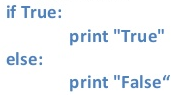 if True:
print "True"
else:
print "False“